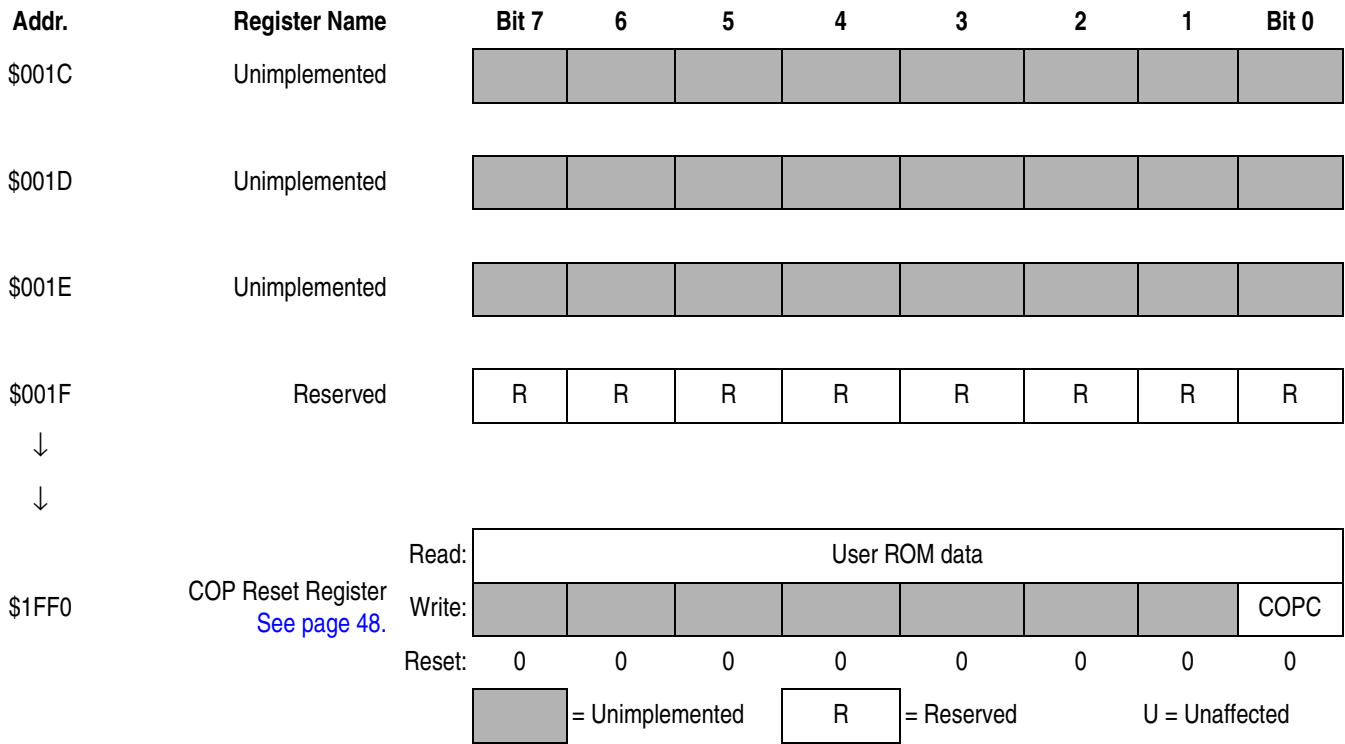 Addr. Register Name Bit 7 6 5 4 3 2 1 Bit 0
$001C Unimplemented
$001D Unimplemented
$001E Unimplemented
$001F Reserved R R R R R R R R
↓
↓
Read: User ROM data
$1FF0 COP Reset Register
See page 48.
Write: COPC
Reset: 0 0 0 0 0 0 0 0
= Unimplemented R = Reserved U = Unaffected